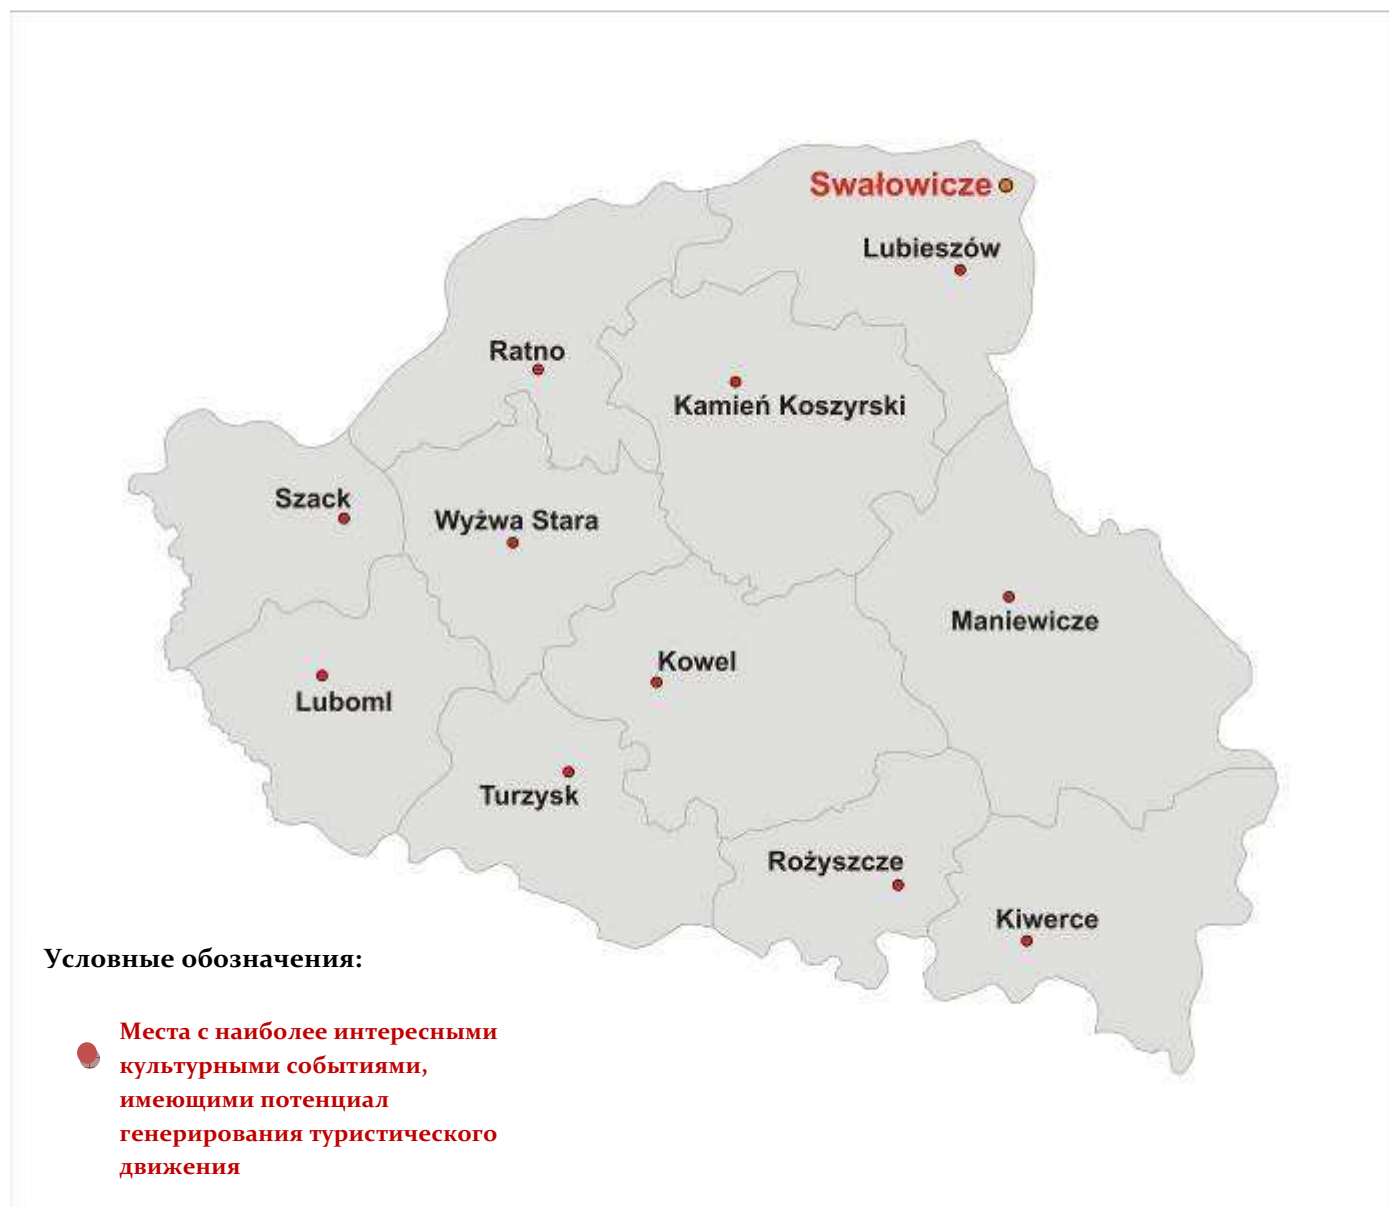 Swałowicze
Lubieszów
Ratno
Kamień Koszyrski
Szack
Wyżwa Stara
Maniewicze
Kowel
Luboml
Turzysk
Rożyszcze
Kiwerce
Условные обозначения:
Места с наиболее интересными
культурными событиями,
имеющими потенциал
генерирования туристического
движения